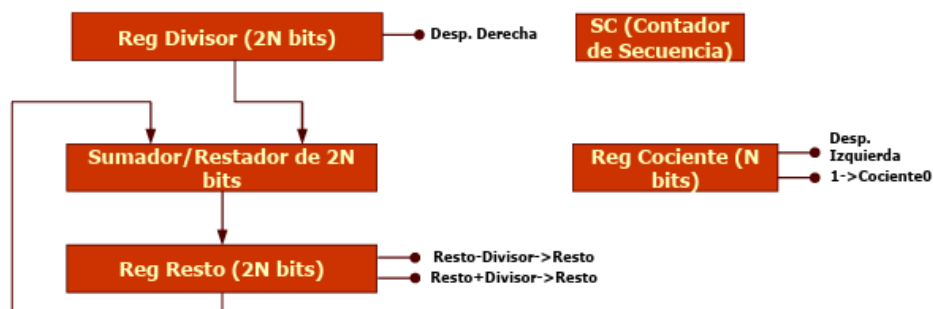 Reg Divisor (2N bits)
Desp. Derecha
SC (Contador
de Secuencia)
Sumador/Restador de 2N
bits
Reg Cociente (N
bits)
Desp.
Izquierda
1->Cociente0
Reg Resto (2N bits)
Resto-Divisor->Resto
Resto+Divisor->Resto